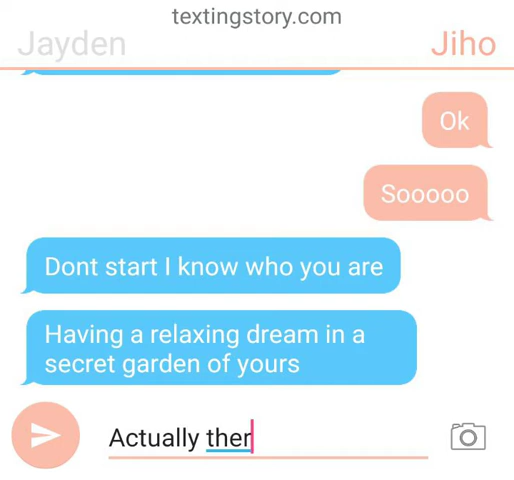 textingstory.com
Jayden
Jiho
Ok
Sooooo
Dont start I know who you are
Having a relaxing dream in a
secret garden of yours
Actually ther